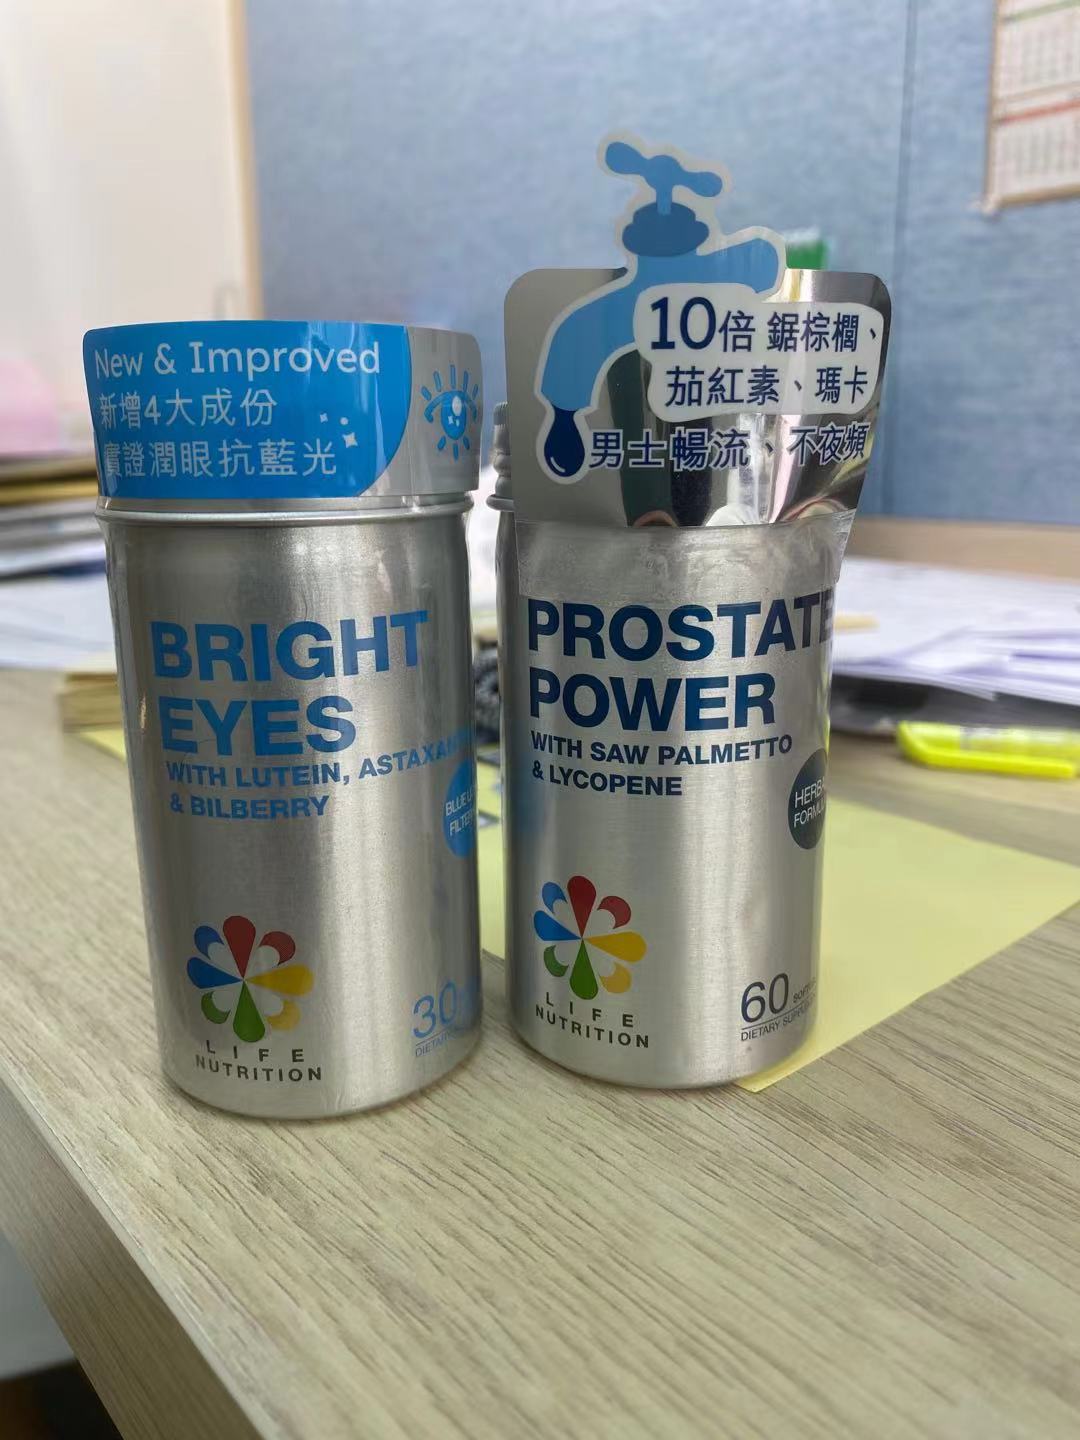 New & Improved
新增4大成份
實證潤眼抗藍光
BRIGHT
EYES
WITH LUTEIN,
& BILBERRY
LIFE
NUTRITION
30
10倍 鋸棕櫚、
茄紅素、瑪卡
男士暢流、不夜頻
PROSTATE
POWER
WITH SAW PALMETTO
& LYCOPENE
LIFE
NUTRITION
60
DIETARY